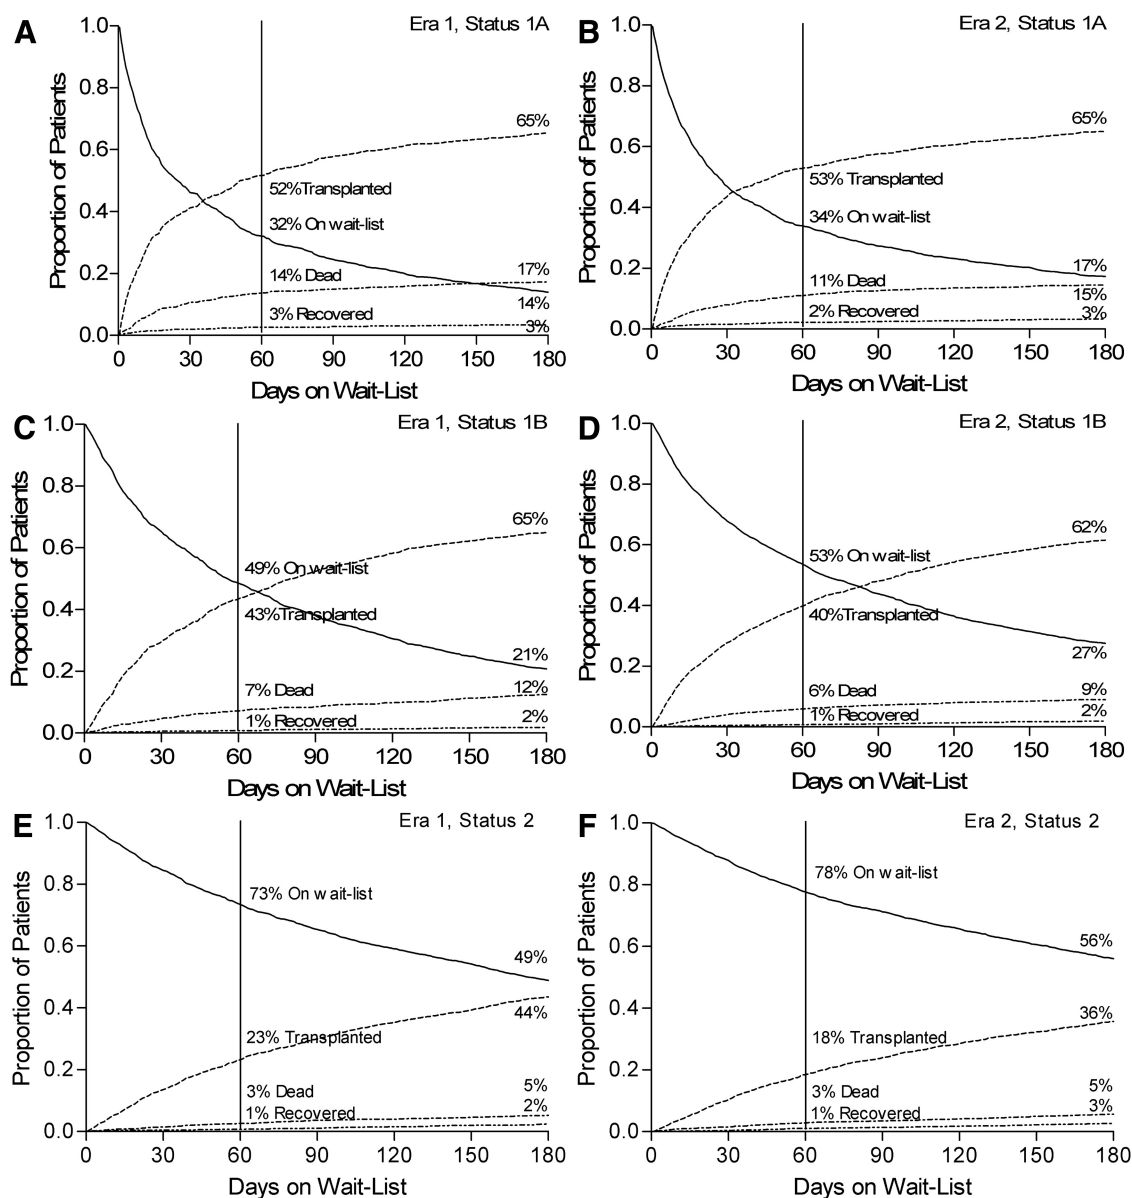 A
Era 1, Status 1A
Proportion of Patients
1.0
0.8
0.6
0.4
0.2
0.0
65%
52%Transplanted
32% On wait-list
14% Dead
17%
3% Recovered
14%
3%
0 30 60 90 120 150 180
Days on Wait-List
B
Era 2, Status 1A
Proportion of Patients
1.0
0.8
0.6
0.4
0.2
0.0
65%
53% Transplanted
34% On wait-list
17%
11% Dead
15%
2% Recovered
3%
0 30 60 90 120 150 180
Days on Wait-List
C
Era 1, Status 1B
Proportion of Patients
1.0
0.8
0.6
0.4
0.2
0.0
65%
49% On wait-list
43%Transplanted
21%
7% Dead
12%
1% Recovered
2%
0 30 60 90 120 150 180
Days on Wait-List
D
Era 2, Status 1B
Proportion of Patients
1.0
0.8
0.6
0.4
0.2
0.0
62%
53% On wait-list
40%Transplanted
27%
6% Dead
9%
1% Recovered
2%
0 30 60 90 120 150 180
Days on Wait-List
E
Era 1, Status 2
Proportion of Patients
1.0
0.8
0.6
0.4
0.2
0.0
73% On wait-list
49%
44%
23% Transplanted
3% Dead
5%
1% Recovered
2%
0 30 60 90 120 150 180
Days on Wait-List
F
Era 2, Status 2
Proportion of Patients
1.0
0.8
0.6
0.4
0.2
0.0
78% On wait-list
56%
36%
18% Transplanted
3% Dead
5%
1% Recovered
3%
0 30 60 90 120 150 180
Days on Wait-List